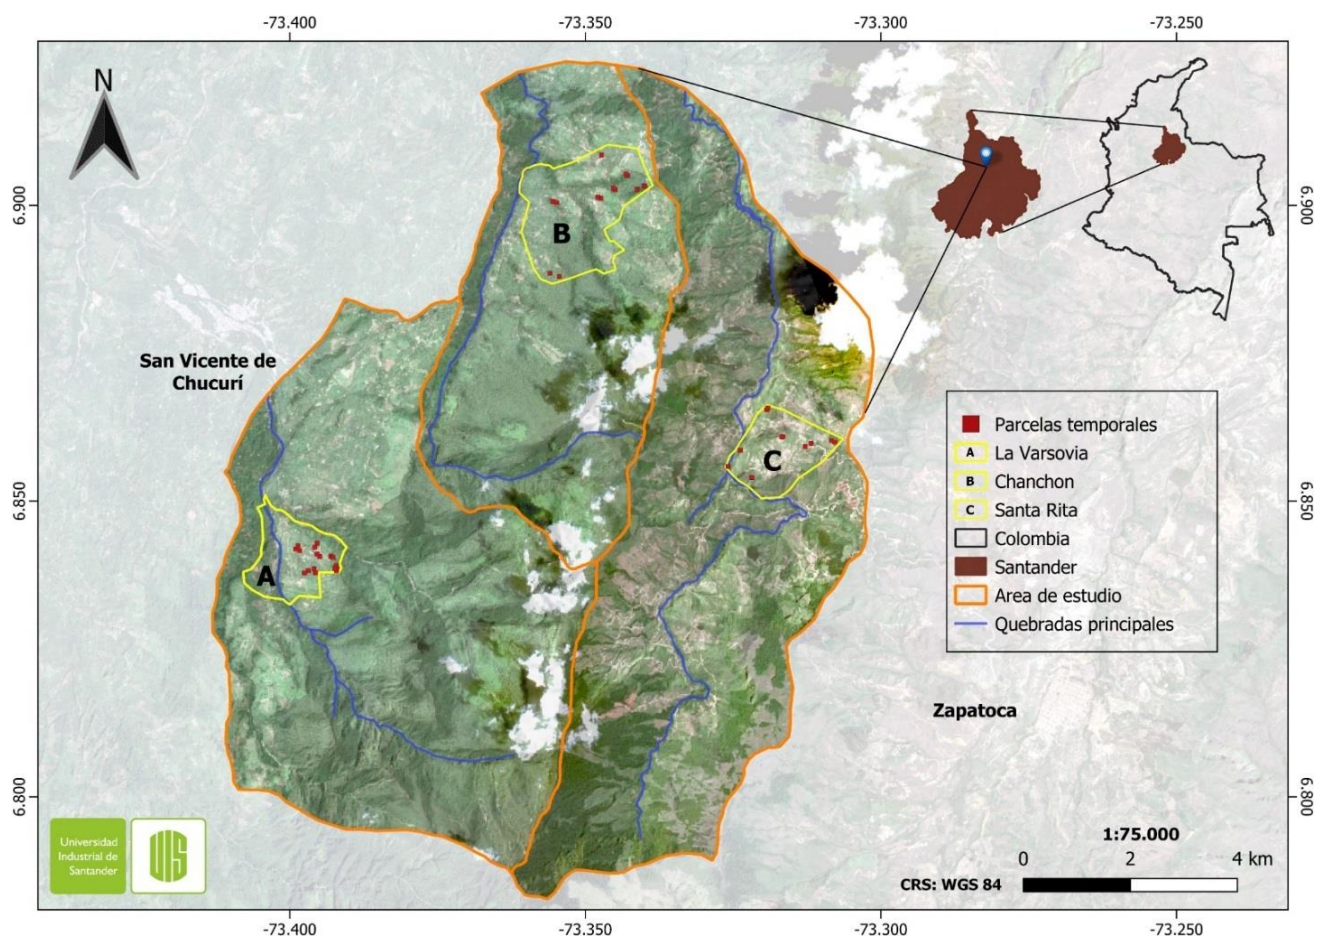 -73.400
-73.350
-73.300
-73.250
N
6.900
6.900
B
San Vicente de
Chucurí
Parcelas temporales
A La Varsovia
B Chanchon
C Santa Rita
Colombia
Santander
Area de estudio
Quebradas principales
C
6.850
6.850
A
Zapatoca
6.800
6.800
Universidad
Industrial de
Santander
UIS
1:75.000
0 2 4 km
CRS: WGS 84
-73.400
-73.350
-73.300
-73.250